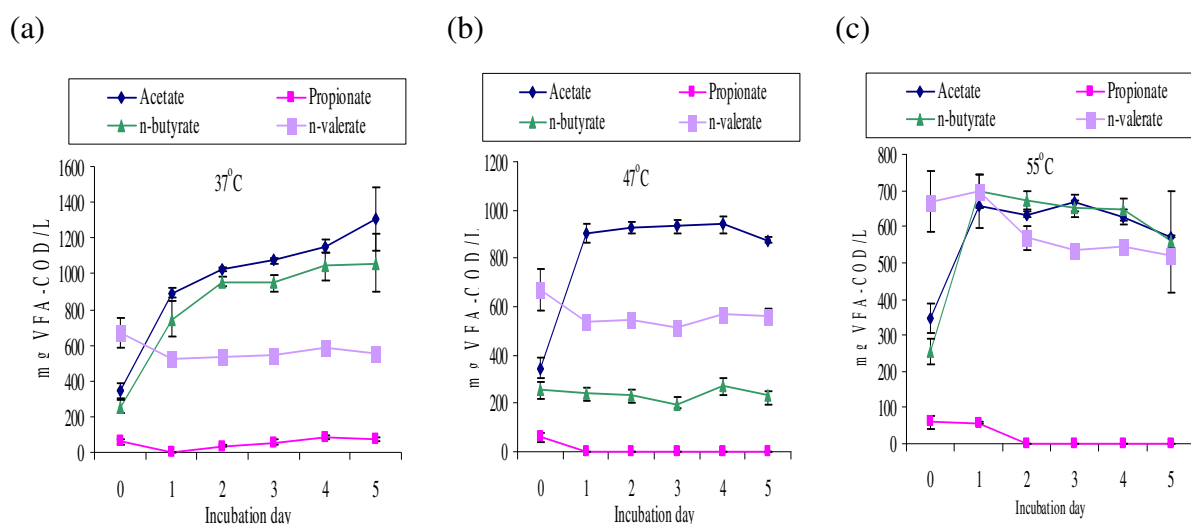 (a)
(b)
(c)
Acetate
Propionate
n-butyrate
n-valerate
1600
1400
1200
1000
800
600
400
200
0
mg VFA-COD/L
37°C
0 1 2 3 4 5
Incubation day
Acetate
Propionate
n-butyrate
n-valerate
1200
1000
800
600
400
200
0
mg VFA-COD/L
47°C
0 1 2 3 4 5
Incubation day
Acetate
Propionate
n-butyrate
n-valerate
800
700
600
500
400
300
200
100
0
mg VFA-COD/L
55°C
0 1 2 3 4 5
Incubation day